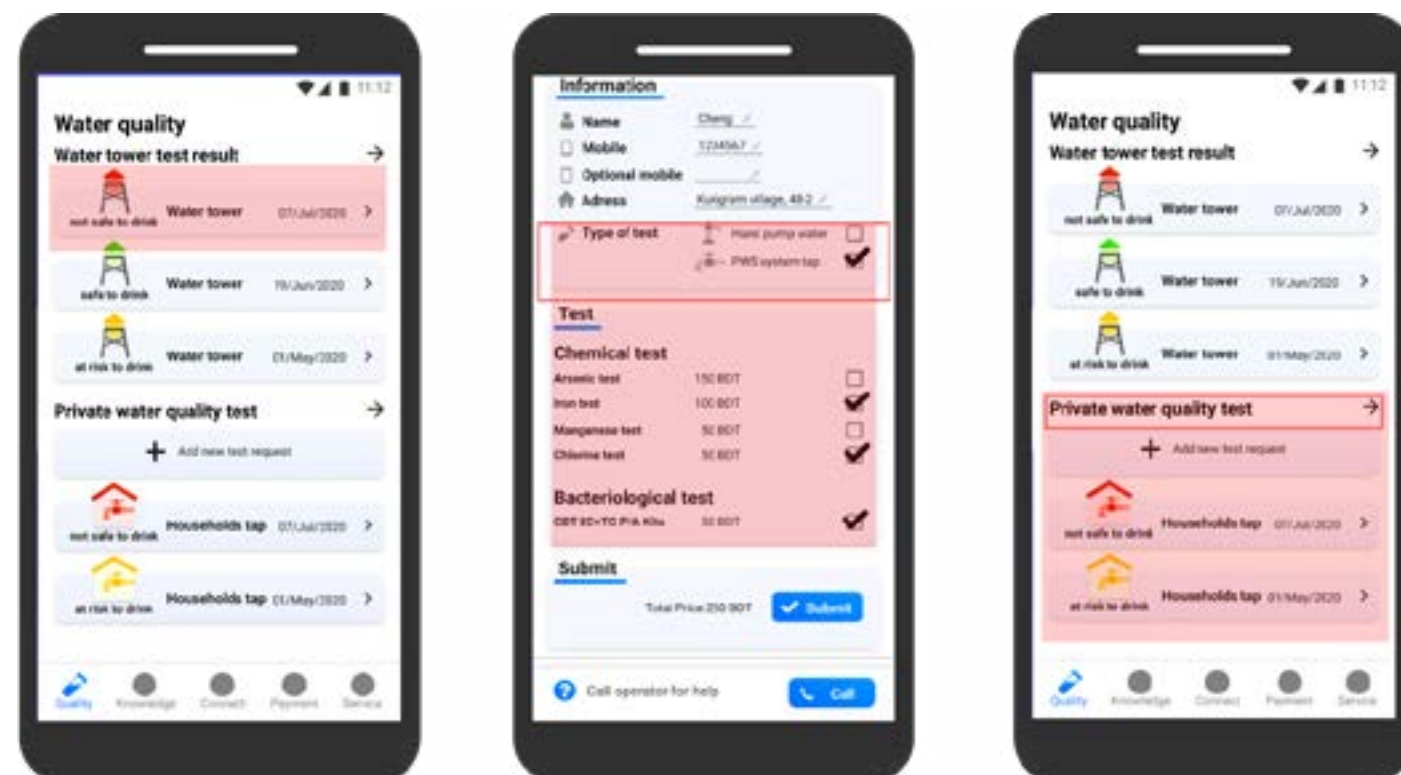 11:12
Water quality
Water tower test result
not safe to drink Water tower 07/Jul/2020
safe to drink Water tower 19/Jun/2020
at risk to drink Water tower 01/May/2020
Private water quality test
Add new test request
not safe to drink Households tap 07/Jul/2020
at risk to drink Households tap 01/May/2020
Quality Knowledge Connect Payment Service
Information
Name Cheng
Mobile 1234567
Optional mobile
Adress village, 48-2
Type of test Hand pump water
PWS system tap
Test
Chemical test
Arsenic test 150 BDT
Iron test 100 BDT
Manganese test 50 BDT
Chlorine test 50 BDT
Bacteriological test
50 BDT
Submit
Total Price 250 BDT Submit
Call operator for help Call
11:12
Water quality
Water tower test result
not safe to drink Water tower 07/Jul/2020
safe to drink Water tower 19/Jun/2020
at risk to drink Water tower 01/May/2020
Private water quality test
Add new test request
not safe to drink Households tap 07/Jul/2020
at risk to drink Households tap 01/May/2020
Quality Knowledge Connect Payment Service